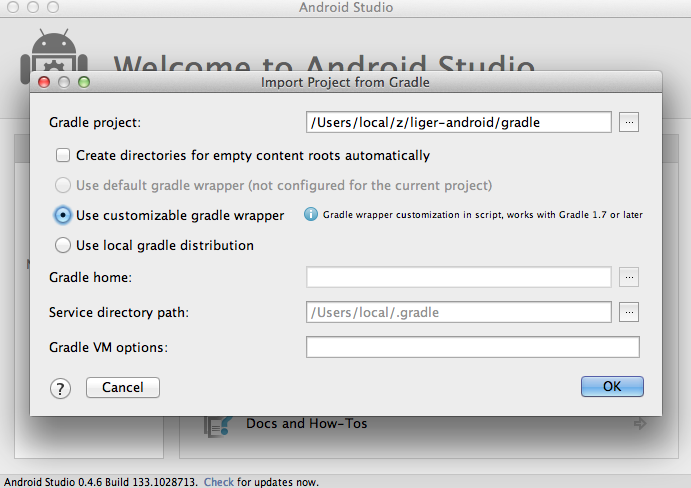 Android Studio
Welcome to Android Studio
Import Project from Gradle
Gradle project:
/Users/local/z/liger-android/gradle
...
Create directories for empty content roots automatically
Use default gradle wrapper (not configured for the current project)
Use customizable gradle wrapper
Gradle wrapper customization in script, works with Gradle 1.7 or later
Use local gradle distribution
Gradle home:
...
Service directory path:
/Users/local/.gradle
...
Gradle VM options:
?
Cancel
OK
Docs and How-Tos
Android Studio 0.4.6 Build 133.1028713. Check for updates now.